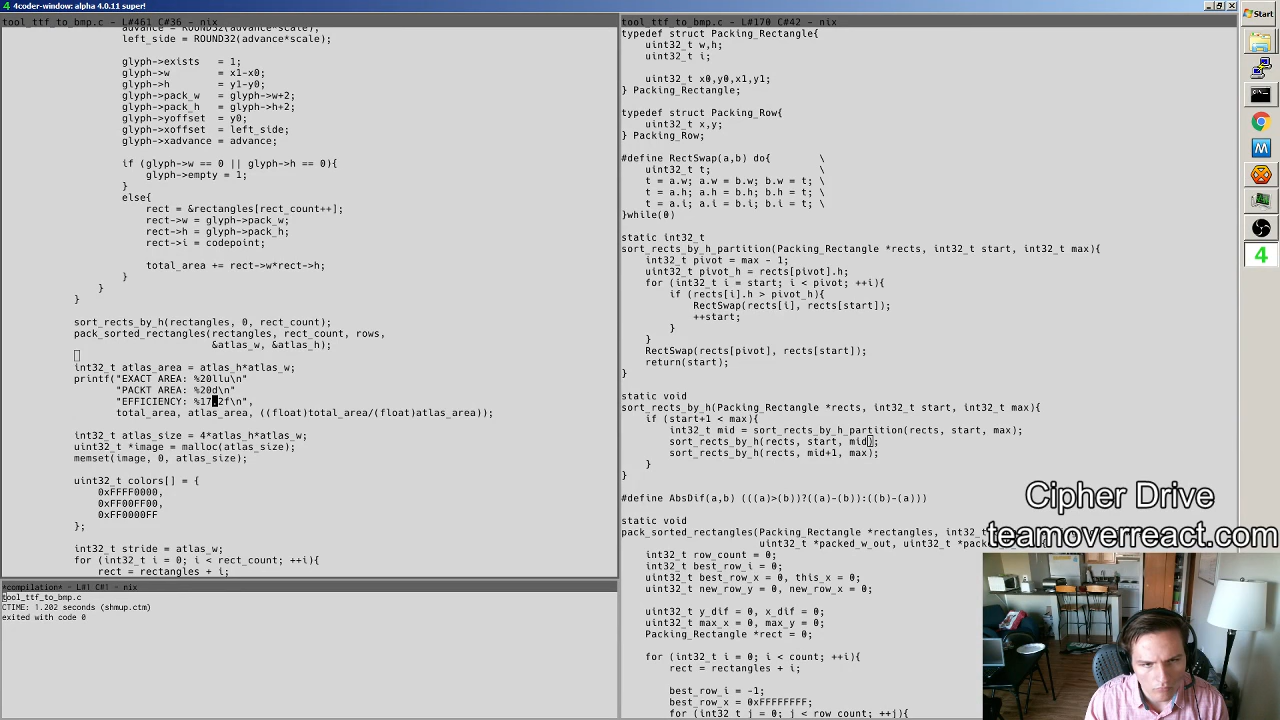 4coder-window: alpha 4.0.11 super!
tool_ttf_to_bmp.c - L#461 C#36 - nix
advance = ROUND32(advance*scale);
left_side = ROUND32(advance*scale);
glyph->exists = 1;
glyph->w = x1-x0;
glyph->h = y1-y0;
glyph->pack_w = glyph->w+2;
glyph->pack_h = glyph->h+2;
glyph->yoffset = y0;
glyph->xoffset = left_side;
glyph->xadvance = advance;
if (glyph->w == 0 || glyph->h == 0){
glyph->empty = 1;
}
else{
rect = &rectangles[rect_count++];
rect->w = glyph->pack_w;
rect->h = glyph->pack_h;
rect->i = codepoint;
total_area += rect->w*rect->h;
}
}
}
sort_rects_by_h(rectangles, 0, rect_count);
pack_sorted_rectangles(rectangles, rect_count, rows,
&atlas_w, &atlas_h);
int32_t atlas_area = atlas_h*atlas_w;
printf("EXACT AREA: %20llu\n"
"PACKT AREA: %20d\n"
"EFFICIENCY: %17.2f\n",
total_area, atlas_area, ((float)total_area/(float)atlas_area));
int32_t atlas_size = 4*atlas_h*atlas_w;
uint32_t *image = malloc(atlas_size);
memset(image, 0, atlas_size);
uint32_t colors[] = {
0xFFFF0000,
0xFF00FF00,
0xFF0000FF
};
int32_t stride = atlas_w;
for (int32_t i = 0; i < rect_count; ++i){
rect = rectangles + i;
*compilation* - L#1 C#1 - nix
tool_ttf_to_bmp.c
CTIME: 1.202 seconds (shmup.ctm)
exited with code 0
tool_ttf_to_bmp.c - L#170 C#42 - nix
typedef struct Packing_Rectangle{
uint32_t w,h;
uint32_t i;
uint32_t x0,y0,x1,y1;
} Packing_Rectangle;
typedef struct Packing_Row{
uint32_t x,y;
} Packing_Row;
#define RectSwap(a,b) do{ \
uint32_t t; \
t = a.w; a.w = b.w; b.w = t; \
t = a.h; a.h = b.h; b.h = t; \
t = a.i; a.i = b.i; b.i = t; \
}while(0)
static int32_t
sort_rects_by_h_partition(Packing_Rectangle *rects, int32_t start, int32_t max){
int32_t pivot = max - 1;
uint32_t pivot_h = rects[pivot].h;
for (int32_t i = start; i < pivot; ++i){
if (rects[i].h > pivot_h){
RectSwap(rects[i], rects[start]);
++start;
}
}
RectSwap(rects[pivot], rects[start]);
return(start);
}
static void
sort_rects_by_h(Packing_Rectangle *rects, int32_t start, int32_t max){
if (start+1 < max){
int32_t mid = sort_rects_by_h_partition(rects, start, max);
sort_rects_by_h(rects, start, mid);
sort_rects_by_h(rects, mid+1, max);
}
}
#define AbsDif(a,b) (((a)>(b))?((a)-(b)):((b)-(a)))
static void
pack_sorted_rectangles(Packing_Rectangle *rectangles,
uint32_t *packed_w_out, uint32_t
int32_t row_count = 0;
int32_t best_row_i = 0;
uint32_t best_row_x = 0, this_x = 0;
uint32_t new_row_y = 0, new_row_x = 0;
uint32_t y_dif = 0, x_dif = 0;
uint32_t max_x = 0, max_y = 0;
Packing_Rectangle *rect = 0;
for (int32_t i = 0; i < count; ++i){
rect = rectangles + i;
best_row_i = -1;
best_row_x = 0xFFFFFFFF;
for (int32_t j = 0; j < row_count; ++j){
Cipher Drive
teamoverreact.com
Start